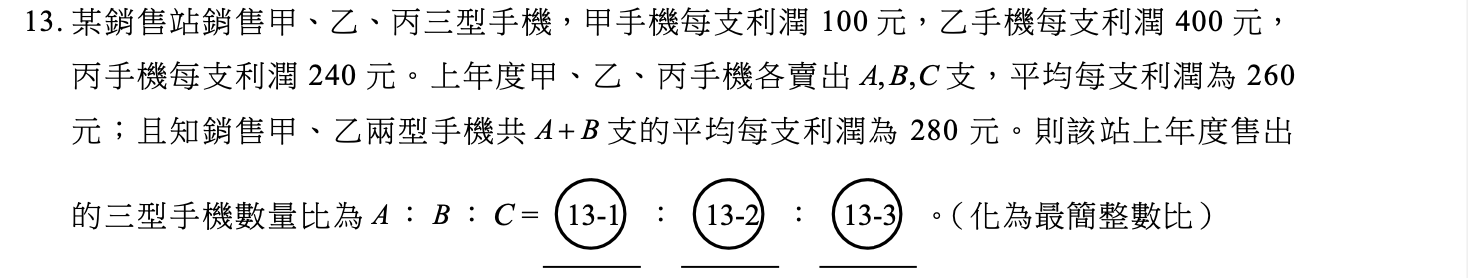 13. 某銷售站銷售甲、乙、丙三型手機，甲手機每支利潤 100 元，乙手機每支利潤 400 元，
丙手機每支利潤 240 元。上年度甲、乙、丙手機各賣出 A,B,C 支，平均每支利潤為 260
元；且知銷售甲、乙兩型手機共 A+B 支的平均每支利潤為 280 元。則該站上年度售出
的三型手機數量比為 A：B：C= 13-1 ： 13-2 ： 13-3 。（化為最簡整數比）